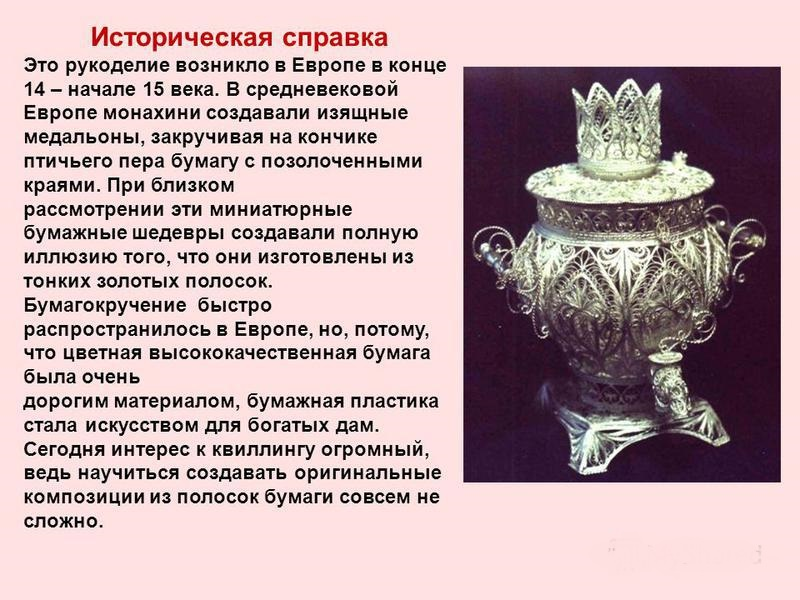 Историческая справка
Это рукоделие возникло в Европе в конце
14 – начале 15 века. В средневековой
Европе монахини создавали изящные
медальоны, закручивая на кончике
птичьего пера бумагу с позолоченными
краями. При близком
рассмотрении эти миниатюрные
бумажные шедевры создавали полную
иллюзию того, что они изготовлены из
тонких золотых полосок.
Бумагокручение быстро
распространилось в Европе, но, потому,
что цветная высококачественная бумага
была очень
дорогим материалом, бумажная пластика
стала искусством для богатых дам.
Сегодня интерес к квиллингу огромный,
ведь научиться создавать оригинальные
композиции из полосок бумаги совсем не
сложно.